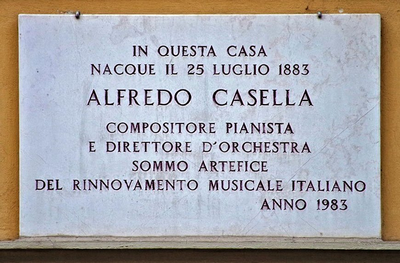 IN QUESTA CASA
NACQUE IL 25 LUGLIO 1883
ALFREDO CASELLA
COMPOSITORE PIANISTA
E DIRETTORE D'ORCHESTRA
SOMMO ARTEFICE
DEL RINNOVAMENTO MUSICALE ITALIANO
ANNO 1983